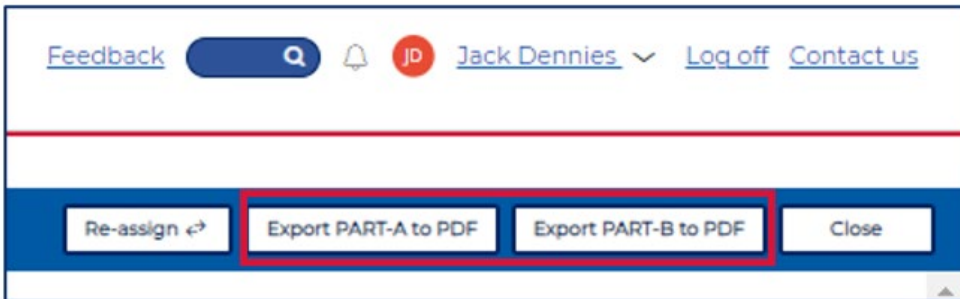 Feedback JD Jack Dennies Log off Contact us
Re-assign Export PART-A to PDF Export PART-B to PDF Close